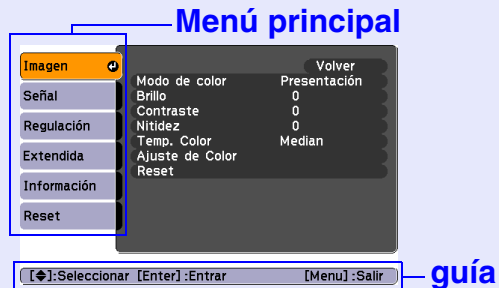 Menú principal
Imagen
Señal
Regulación
Extendida
Información
Reset
Volver
Modo de color Presentación
Brillo 0
Contraste 0
Nitidez 0
Temp. Color Median
Ajuste de Color
Reset
[◆]:Seleccionar [Enter]:Entrar [Menu]:Salir
guía